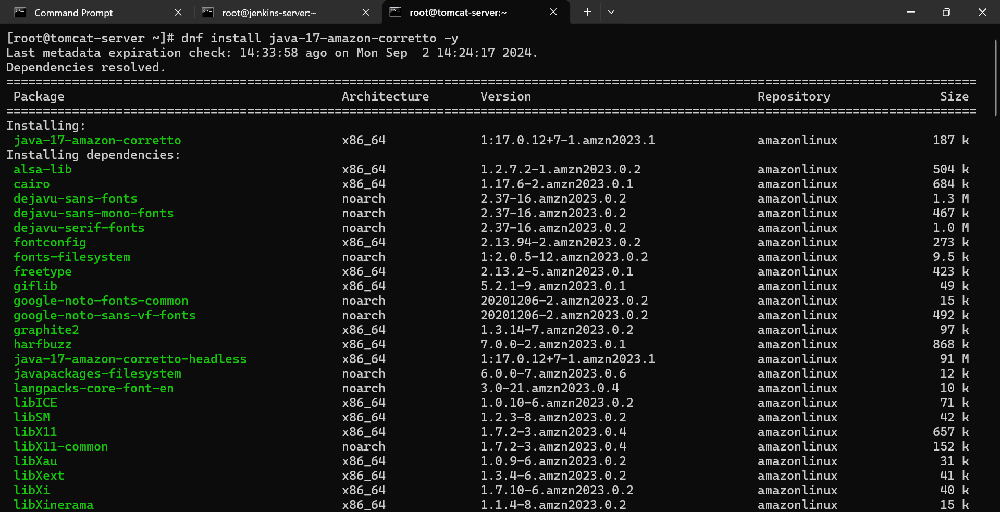 Command Prompt root@jenkins-server:~ root@tomcat-server:~
[root@tomcat-server ~]# dnf install java-17-amazon-corretto -y
Last metadata expiration check: 14:33:58 ago on Mon Sep  2 14:24:17 2024.
Dependencies resolved.
=====================================================================================================================================
Package Architecture Version Repository Size
=====================================================================================================================================
Installing:
java-17-amazon-corretto x86_64 1:17.0.12+7-1.amzn2023.1 amazonlinux 187 k
Installing dependencies:
alsa-lib x86_64 1.2.7.2-1.amzn2023.0.2 amazonlinux 504 k
cairo x86_64 1.17.6-2.amzn2023.0.1 amazonlinux 684 k
dejavu-sans-fonts noarch 2.37-16.amzn2023.0.2 amazonlinux 1.3 M
dejavu-sans-mono-fonts noarch 2.37-16.amzn2023.0.2 amazonlinux 467 k
dejavu-serif-fonts noarch 2.37-16.amzn2023.0.2 amazonlinux 1.0 M
fontconfig x86_64 2.13.94-2.amzn2023.0.2 amazonlinux 273 k
fonts-filesystem noarch 1:2.0.5-12.amzn2023.0.2 amazonlinux 9.5 k
freetype x86_64 2.13.2-5.amzn2023.0.1 amazonlinux 423 k
giflib x86_64 5.2.1-9.amzn2023.0.1 amazonlinux 49 k
google-noto-fonts-common noarch 20201206-2.amzn2023.0.2 amazonlinux 15 k
google-noto-sans-vf-fonts noarch 20201206-2.amzn2023.0.2 amazonlinux 492 k
graphite2 x86_64 1.3.14-7.amzn2023.0.2 amazonlinux 97 k
harfbuzz x86_64 7.0.0-2.amzn2023.0.1 amazonlinux 868 k
java-17-amazon-corretto-headless x86_64 1:17.0.12+7-1.amzn2023.1 amazonlinux 91 M
javapackages-filesystem noarch 6.0.0-7.amzn2023.0.6 amazonlinux 12 k
langpacks-core-font-en noarch 3.0-21.amzn2023.0.4 amazonlinux 10 k
libICE x86_64 1.0.10-6.amzn2023.0.2 amazonlinux 71 k
libSM x86_64 1.2.3-8.amzn2023.0.2 amazonlinux 42 k
libX11 x86_64 1.7.2-3.amzn2023.0.4 amazonlinux 657 k
libX11-common noarch 1.7.2-3.amzn2023.0.4 amazonlinux 152 k
libXau x86_64 1.0.9-6.amzn2023.0.2 amazonlinux 31 k
libXext x86_64 1.3.4-6.amzn2023.0.2 amazonlinux 41 k
libXi x86_64 1.7.10-6.amzn2023.0.2 amazonlinux 40 k
libXinerama x86_64 1.1.4-8.amzn2023.0.2 amazonlinux 15 k